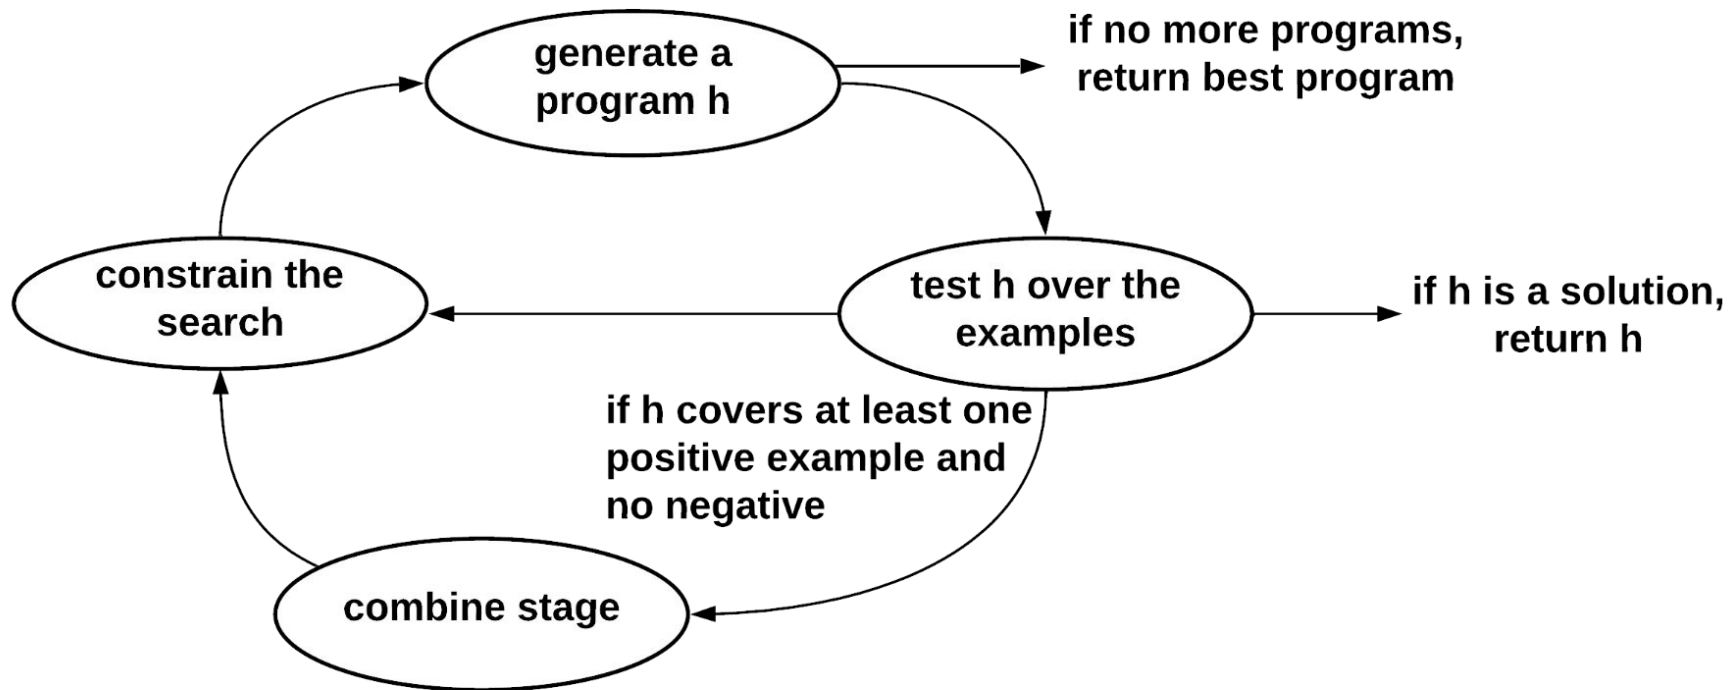 generate a
program h
if no more programs,
return best program
constrain the
search
test h over the
examples
if h is a solution,
return h
if h covers at least one
positive example and
no negative
combine stage